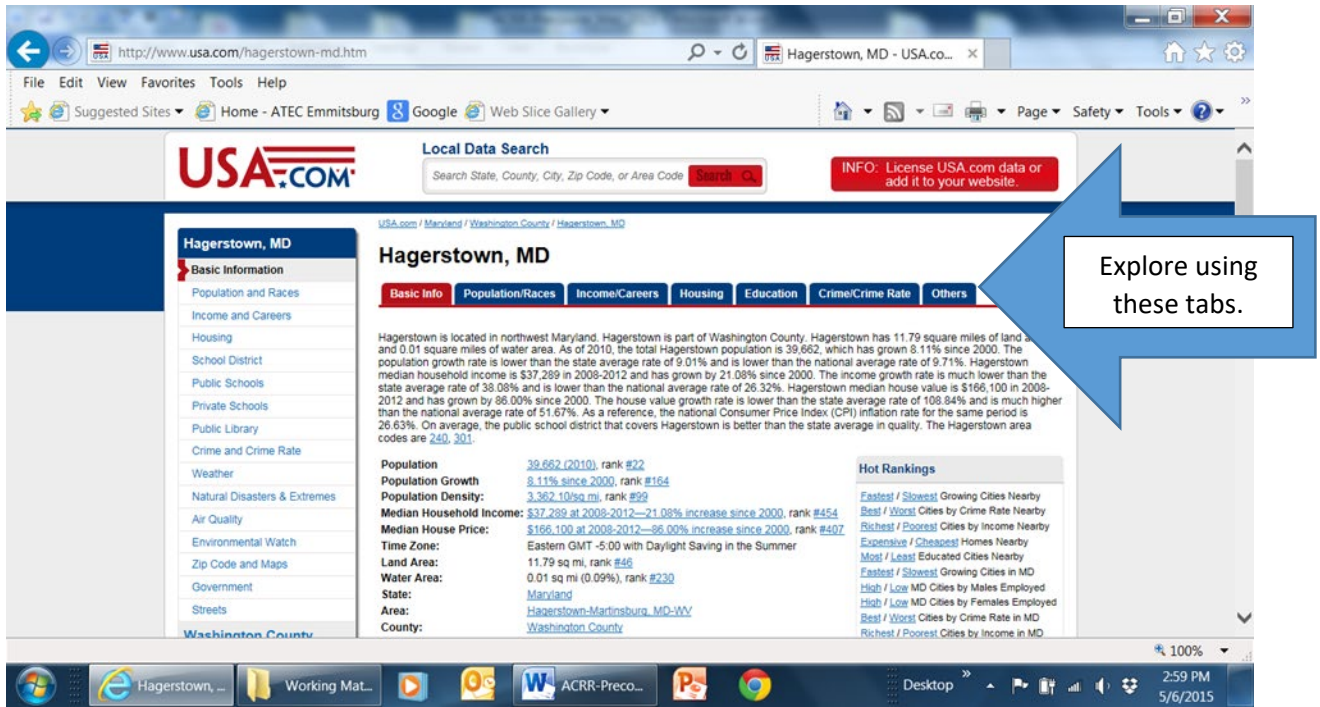 http://www.usa.com/hagerstown-md.htm
Hagerstown, MD - USA.co...
File Edit View Favorites Tools Help
Suggested Sites Home - ATEC Emmitsburg Google Web Slice Gallery
Page Safety Tools
USA.COM
Local Data Search
Search State, County, City, Zip Code, or Area Code Search
INFO: License USA.com data or
add it to your website.
USA.com / Maryland / Washington County / Hagerstown, MD
Hagerstown, MD
Basic Information
Population and Races
Income and Careers
Housing
School District
Public Schools
Private Schools
Public Library
Crime and Crime Rate
Weather
Natural Disasters & Extremes
Air Quality
Environmental Watch
Zip Code and Maps
Government
Streets
Washington County
Hagerstown, MD
Basic Info Population/Races Income/Careers Housing Education Crime/Crime Rate Others
Explore using
these tabs.
Hagerstown is located in northwest Maryland. Hagerstown is part of Washington County. Hagerstown has 11.79 square miles of land
and 0.01 square miles of water area. As of 2010, the total Hagerstown population is 39,662, which has grown 8.11% since 2000. The
population growth rate is lower than the state average rate of 9.01% and is lower than the national average rate of 9.71%. Hagerstown
median household income is $37,289 in 2008-2012 and has grown by 21.08% since 2000. The income growth rate is much lower than the
state average rate of 38.08% and is lower than the national average rate of 26.32%. Hagerstown median house value is $166,100 in 2008-
2012 and has grown by 86.00% since 2000. The house value growth rate is lower than the state average rate of 108.84% and is much higher
than the national average rate of 51.67%. As a reference, the national Consumer Price Index (CPI) inflation rate for the same period is
26.63%. On average, the public school district that covers Hagerstown is better than the state average in quality. The Hagerstown area
codes are 240, 301.
Population 39,662 (2010), rank #22
Population Growth 8.11% since 2000, rank #164
Population Density: 3,362.10/sq mi, rank #99
Median Household Income: $37,289 at 2008-2012—21.08% increase since 2000, rank #454
Median House Price: $166,100 at 2008-2012—86.00% increase since 2000, rank #407
Time Zone: Eastern GMT -5:00 with Daylight Saving in the Summer
Land Area: 11.79 sq mi, rank #46
Water Area: 0.01 sq mi (0.09%), rank #230
State: Maryland
Area: Hagerstown-Martinsburg, MD-WV
County: Washington County
Hot Rankings
Fastest / Slowest Growing Cities Nearby
Best / Worst Cities by Crime Rate Nearby
Richest / Poorest Cities by Income Nearby
Expensive / Cheapest Homes Nearby
Most / Least Educated Cities Nearby
Fastest / Slowest Growing Cities in MD
High / Low MD Cities by Males Employed
High / Low MD Cities by Females Employed
Best / Worst Cities by Crime Rate in MD
Richest / Poorest Cities by Income in MD
100%
Hagerstown, ... Working Mat... ACRR-Preco... Desktop
2:59 PM
5/6/2015